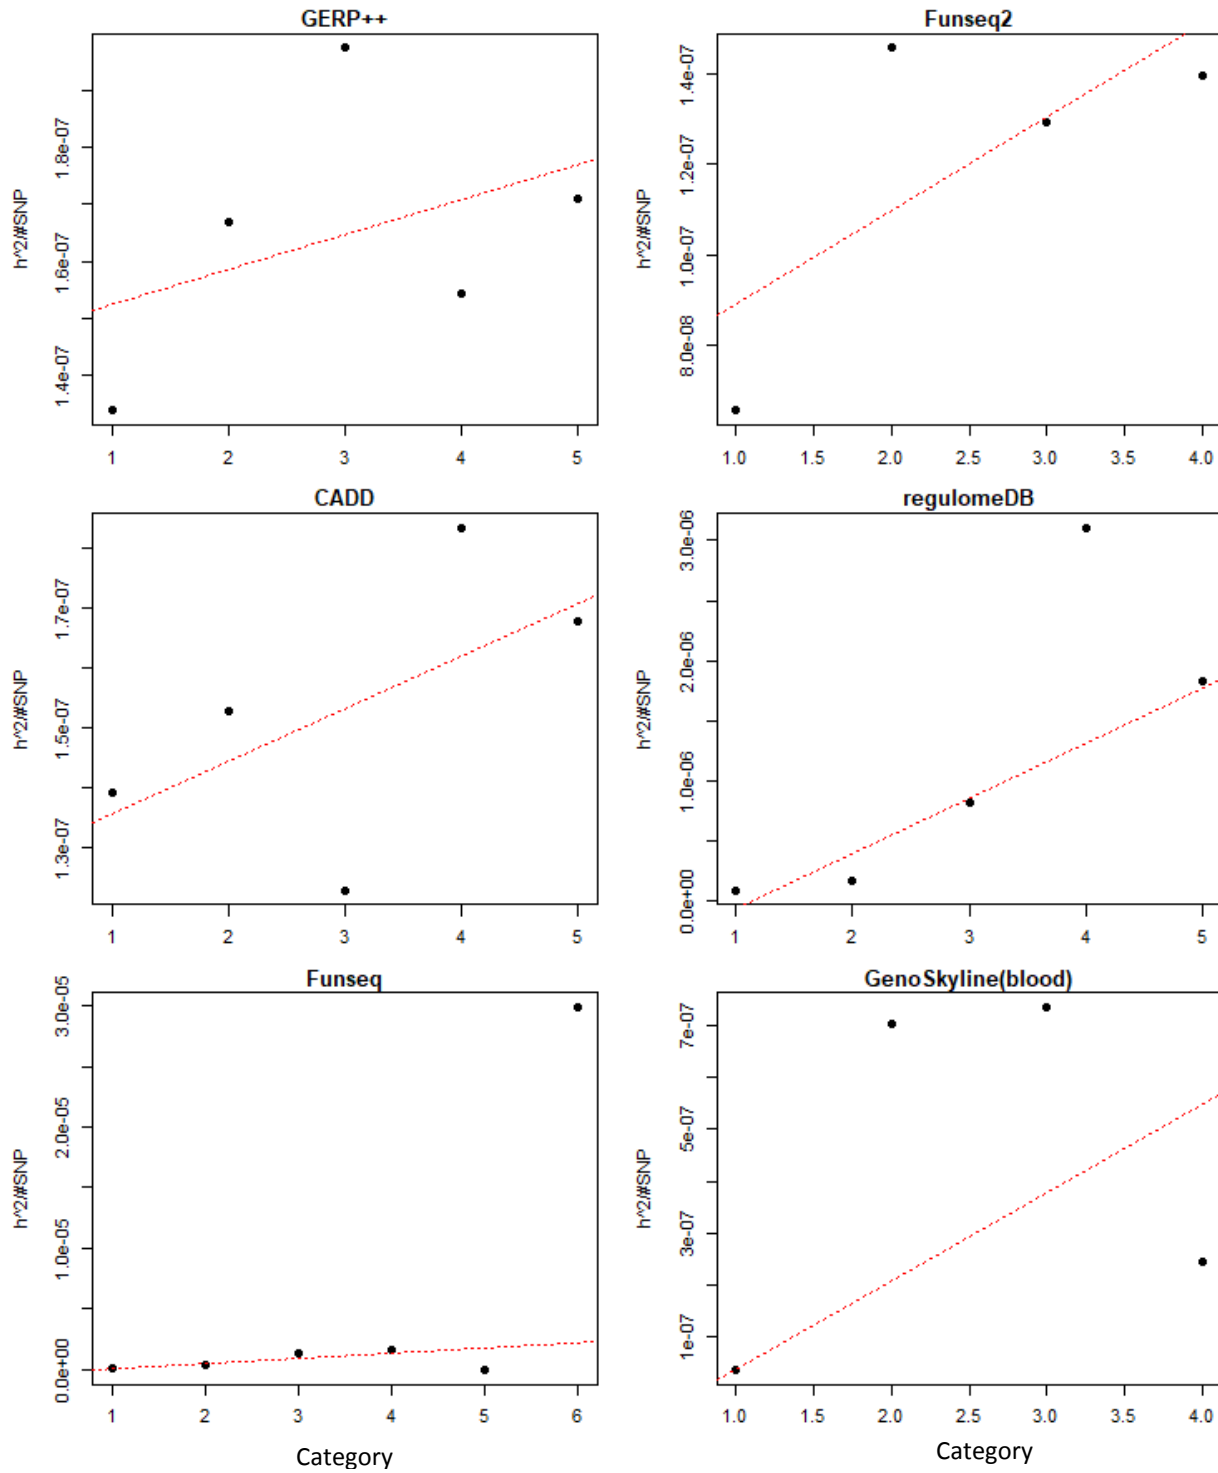 GERP++
h^2/#SNP
1.4e-07 1.6e-07 1.8e-07
1 2 3 4 5
Funseq2
h^2/#SNP
8.0e-08 1.0e-07 1.2e-07 1.4e-07
1.0 1.5 2.0 2.5 3.0 3.5 4.0
CADD
h^2/#SNP
1.3e-07 1.5e-07 1.7e-07
1 2 3 4 5
regulomeDB
h^2/#SNP
0.0e+00 1.0e-06 2.0e-06 3.0e-06
1 2 3 4 5
Funseq
h^2/#SNP
0.0e+00 1.0e-05 2.0e-05 3.0e-05
1 2 3 4 5 6
Category
GenoSkyline(blood)
h^2/#SNP
1e-07 3e-07 5e-07 7e-07
1.0 1.5 2.0 2.5 3.0 3.5 4.0
Category